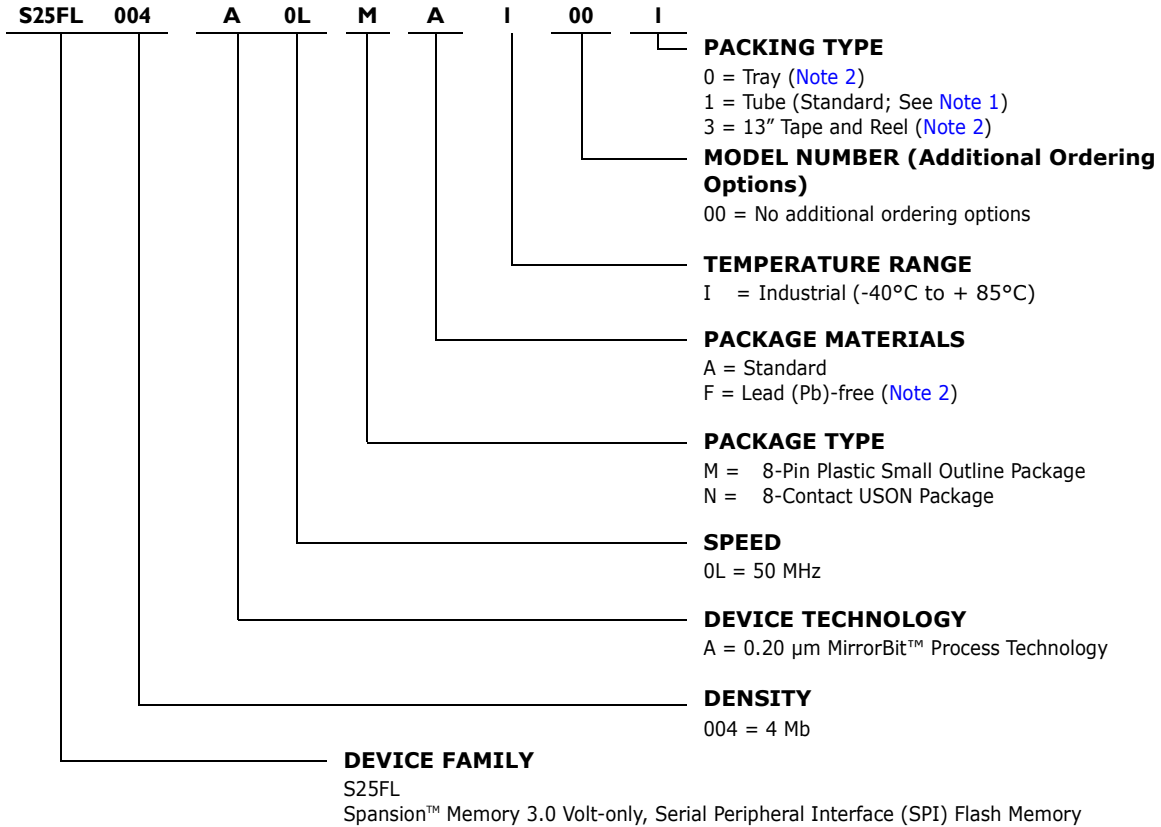 S25FL 004 A 0L M A I 00 I
PACKING TYPE
0 = Tray (Note 2)
1 = Tube (Standard; See Note 1)
3 = 13” Tape and Reel (Note 2)
MODEL NUMBER (Additional Ordering
Options)
00 = No additional ordering options
TEMPERATURE RANGE
I = Industrial (-40°C to + 85°C)
PACKAGE MATERIALS
A = Standard
F = Lead (Pb)-free (Note 2)
PACKAGE TYPE
M = 8-Pin Plastic Small Outline Package
N = 8-Contact USON Package
SPEED
0L = 50 MHz
DEVICE TECHNOLOGY
A = 0.20 µm MirrorBit™ Process Technology
DENSITY
004 = 4 Mb
DEVICE FAMILY
S25FL
Spansion™ Memory 3.0 Volt-only, Serial Peripheral Interface (SPI) Flash Memory